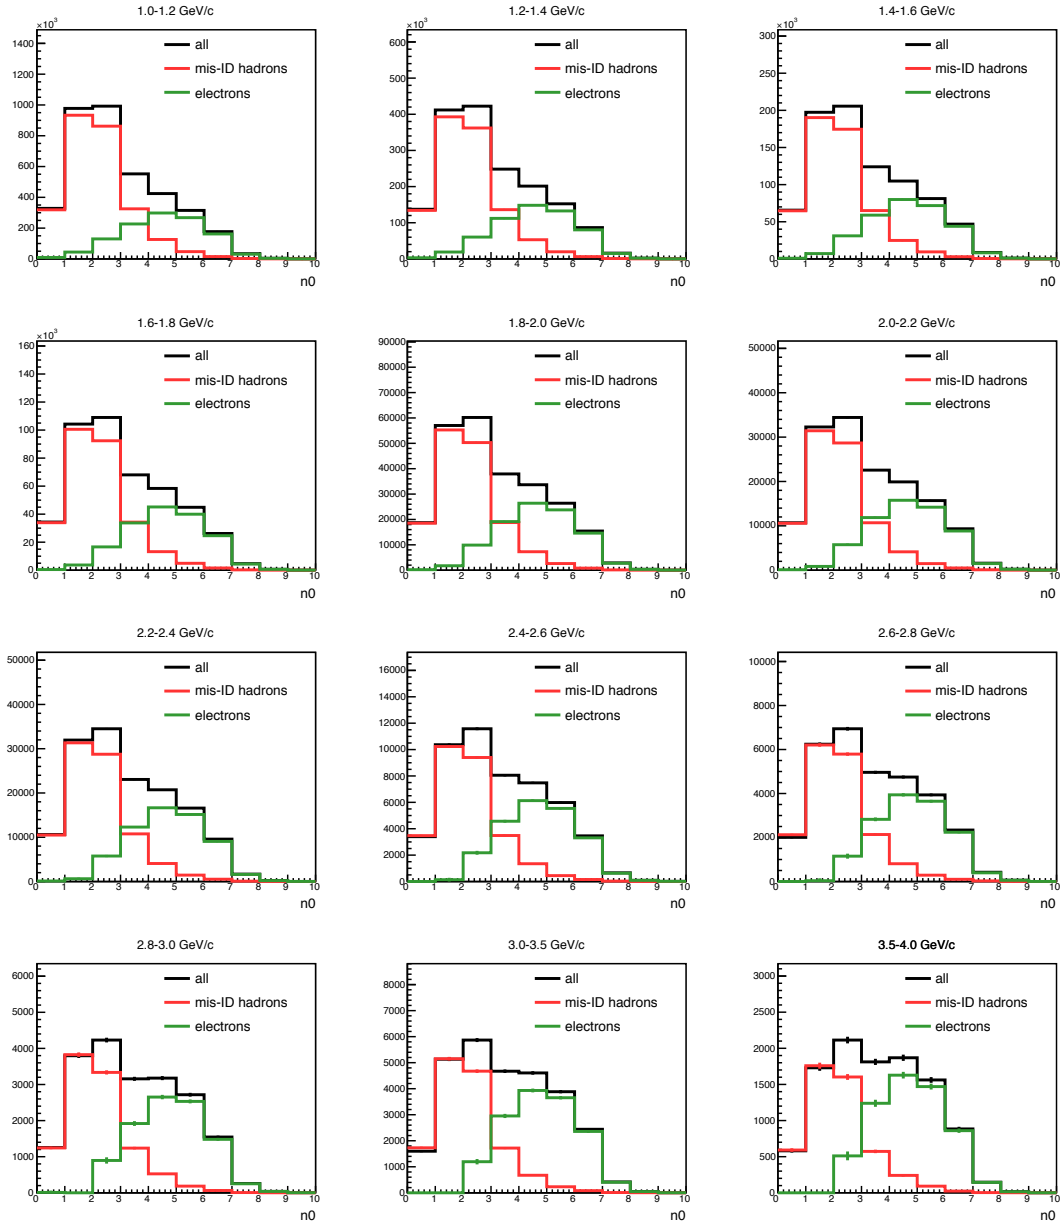 1.0-1.2 GeV/c
×10³
1400
all
1200
mis-ID hadrons
electrons
1000
800
600
400
200
0
0 1 2 3 4 5 6 7 8 9 10
n0
1.2-1.4 GeV/c
×10³
600
all
500
mis-ID hadrons
electrons
400
300
200
100
0
0 1 2 3 4 5 6 7 8 9 10
n0
1.4-1.6 GeV/c
×10³
300
all
250
mis-ID hadrons
electrons
200
150
100
50
0
0 1 2 3 4 5 6 7 8 9 10
n0
1.6-1.8 GeV/c
×10³
160
all
140
mis-ID hadrons
120
electrons
100
80
60
40
20
0
0 1 2 3 4 5 6 7 8 9 10
n0
1.8-2.0 GeV/c
90000
all
80000
mis-ID hadrons
70000
electrons
60000
50000
40000
30000
20000
10000
0
0 1 2 3 4 5 6 7 8 9 10
n0
2.0-2.2 GeV/c
50000
all
mis-ID hadrons
40000
electrons
30000
20000
10000
0
0 1 2 3 4 5 6 7 8 9 10
n0
2.2-2.4 GeV/c
50000
all
mis-ID hadrons
40000
electrons
30000
20000
10000
0
0 1 2 3 4 5 6 7 8 9 10
n0
2.4-2.6 GeV/c
16000
all
14000
mis-ID hadrons
12000
electrons
10000
8000
6000
4000
2000
0
0 1 2 3 4 5 6 7 8 9 10
n0
2.6-2.8 GeV/c
10000
all
mis-ID hadrons
8000
electrons
6000
4000
2000
0
0 1 2 3 4 5 6 7 8 9 10
n0
2.8-3.0 GeV/c
6000
all
mis-ID hadrons
5000
electrons
4000
3000
2000
1000
0
0 1 2 3 4 5 6 7 8 9 10
n0
3.0-3.5 GeV/c
8000
all
7000
mis-ID hadrons
electrons
6000
5000
4000
3000
2000
1000
0
0 1 2 3 4 5 6 7 8 9 10
n0
3.5-4.0 GeV/c
3000
all
mis-ID hadrons
2500
electrons
2000
1500
1000
500
0
0 1 2 3 4 5 6 7 8 9 10
n0